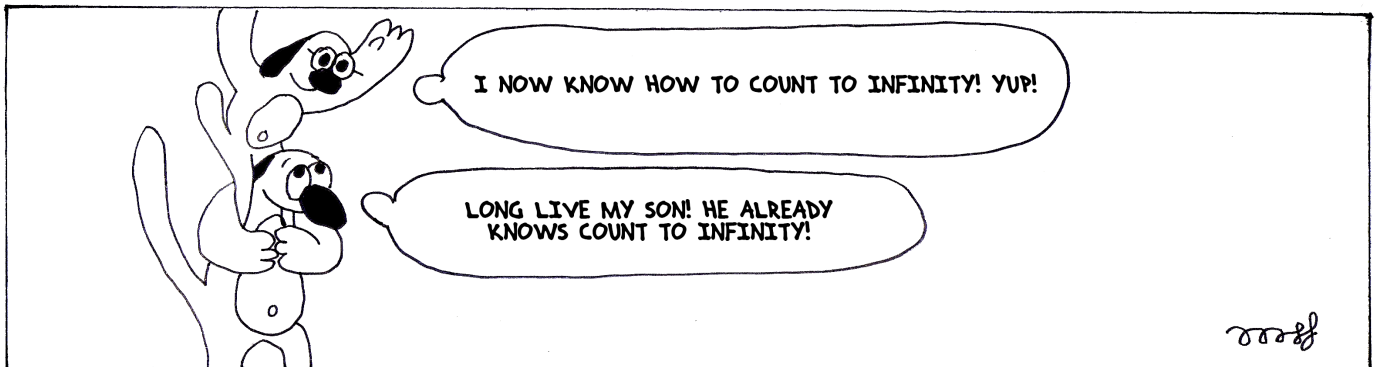 I NOW KNOW HOW TO COUNT TO INFINITY! YUP!
LONG LIVE MY SON! HE ALREADY
KNOWS COUNT TO INFINITY!